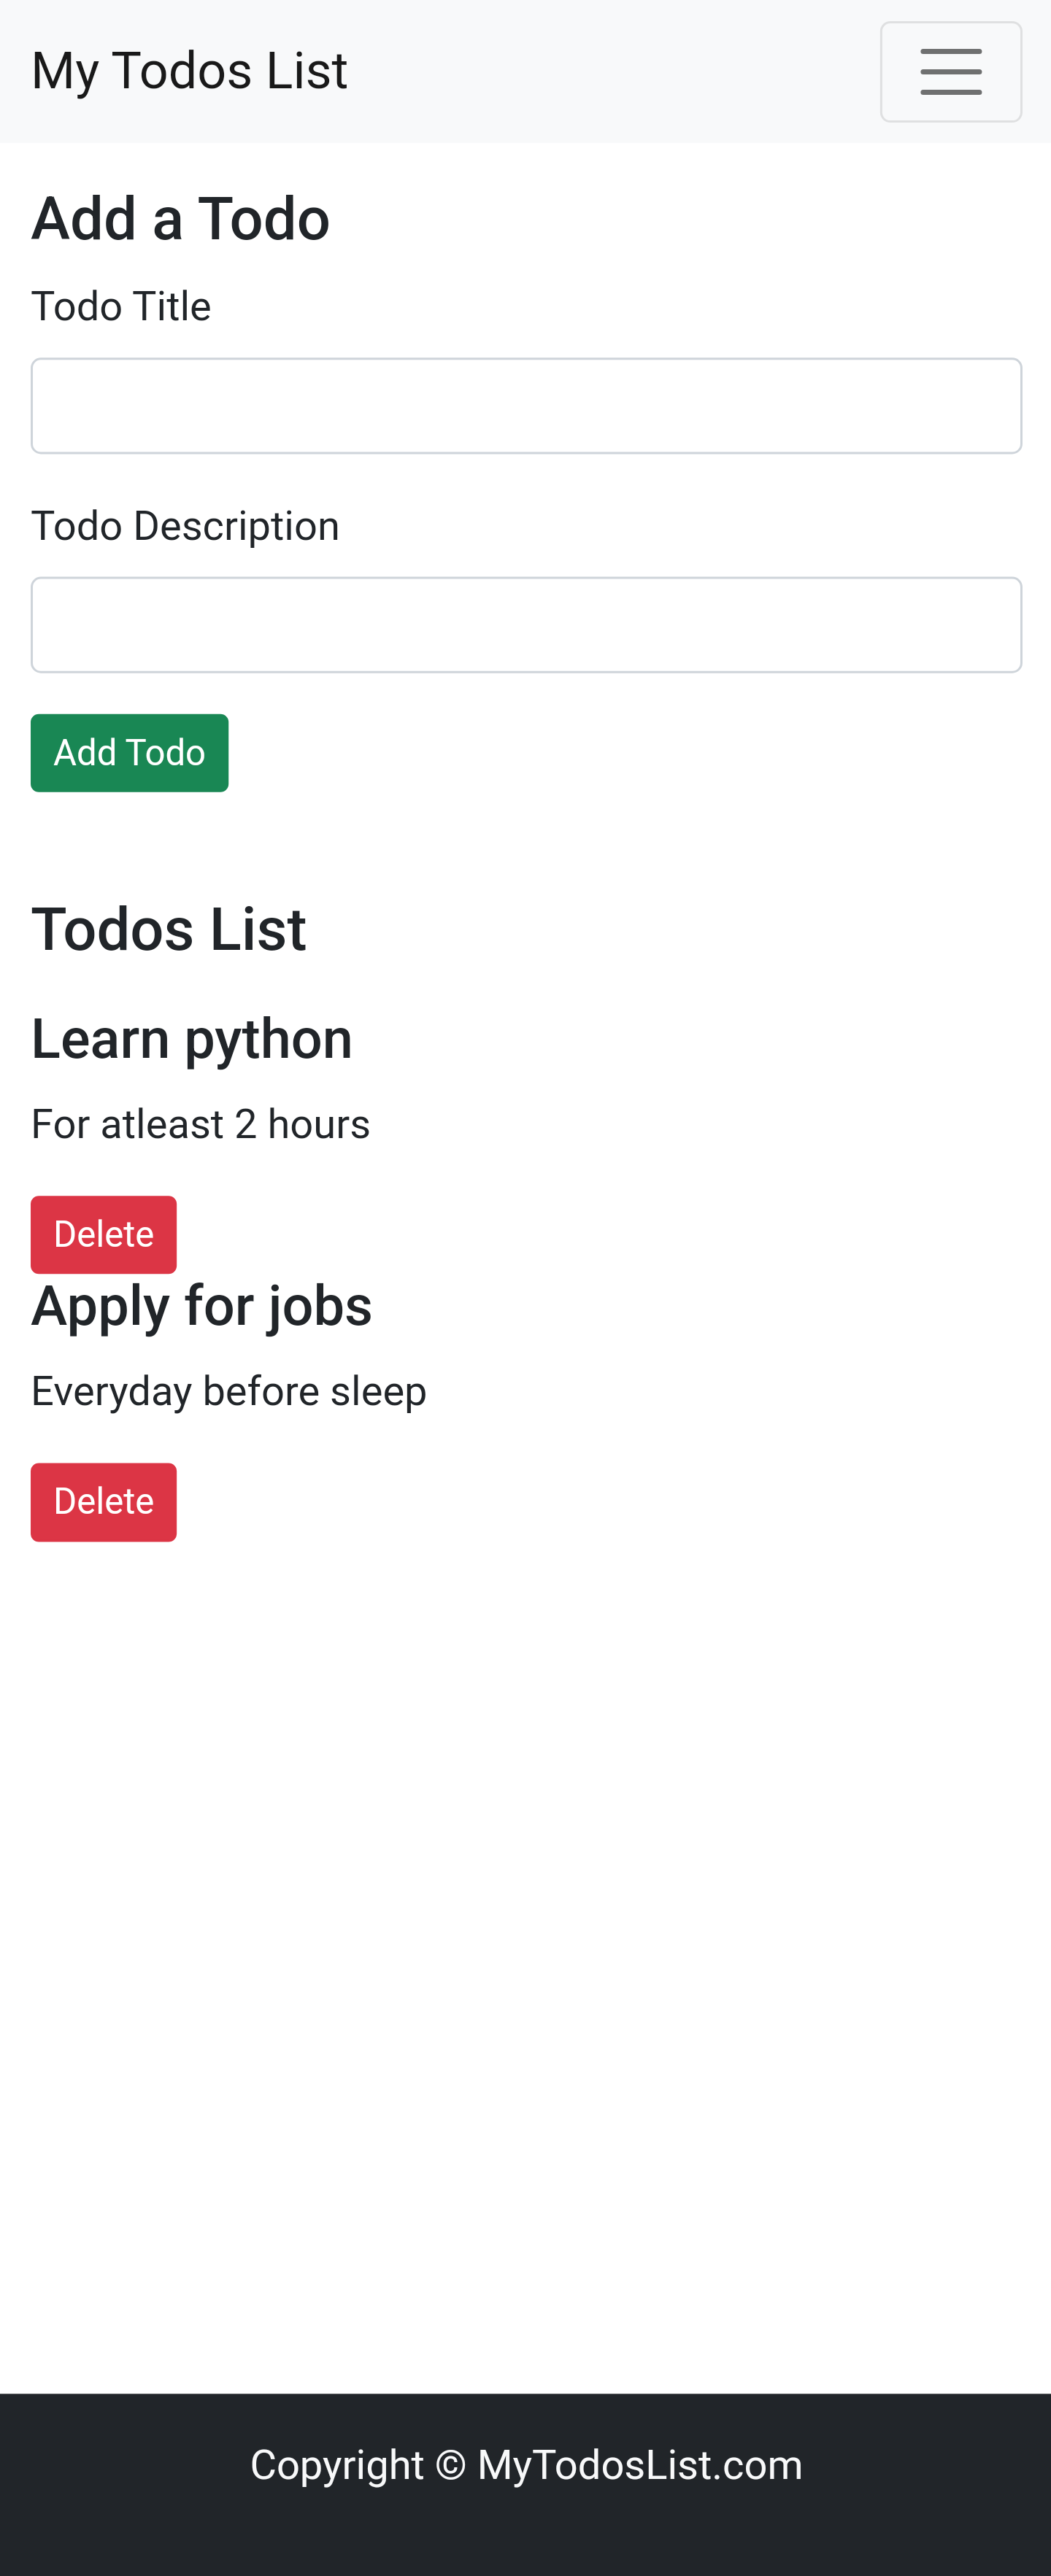 My Todos List
Add a Todo
Todo Title
Todo Description
Add Todo
Todos List
Learn python
For atleast 2 hours
Delete
Apply for jobs
Everyday before sleep
Delete
Copyright © MyTodosList.com